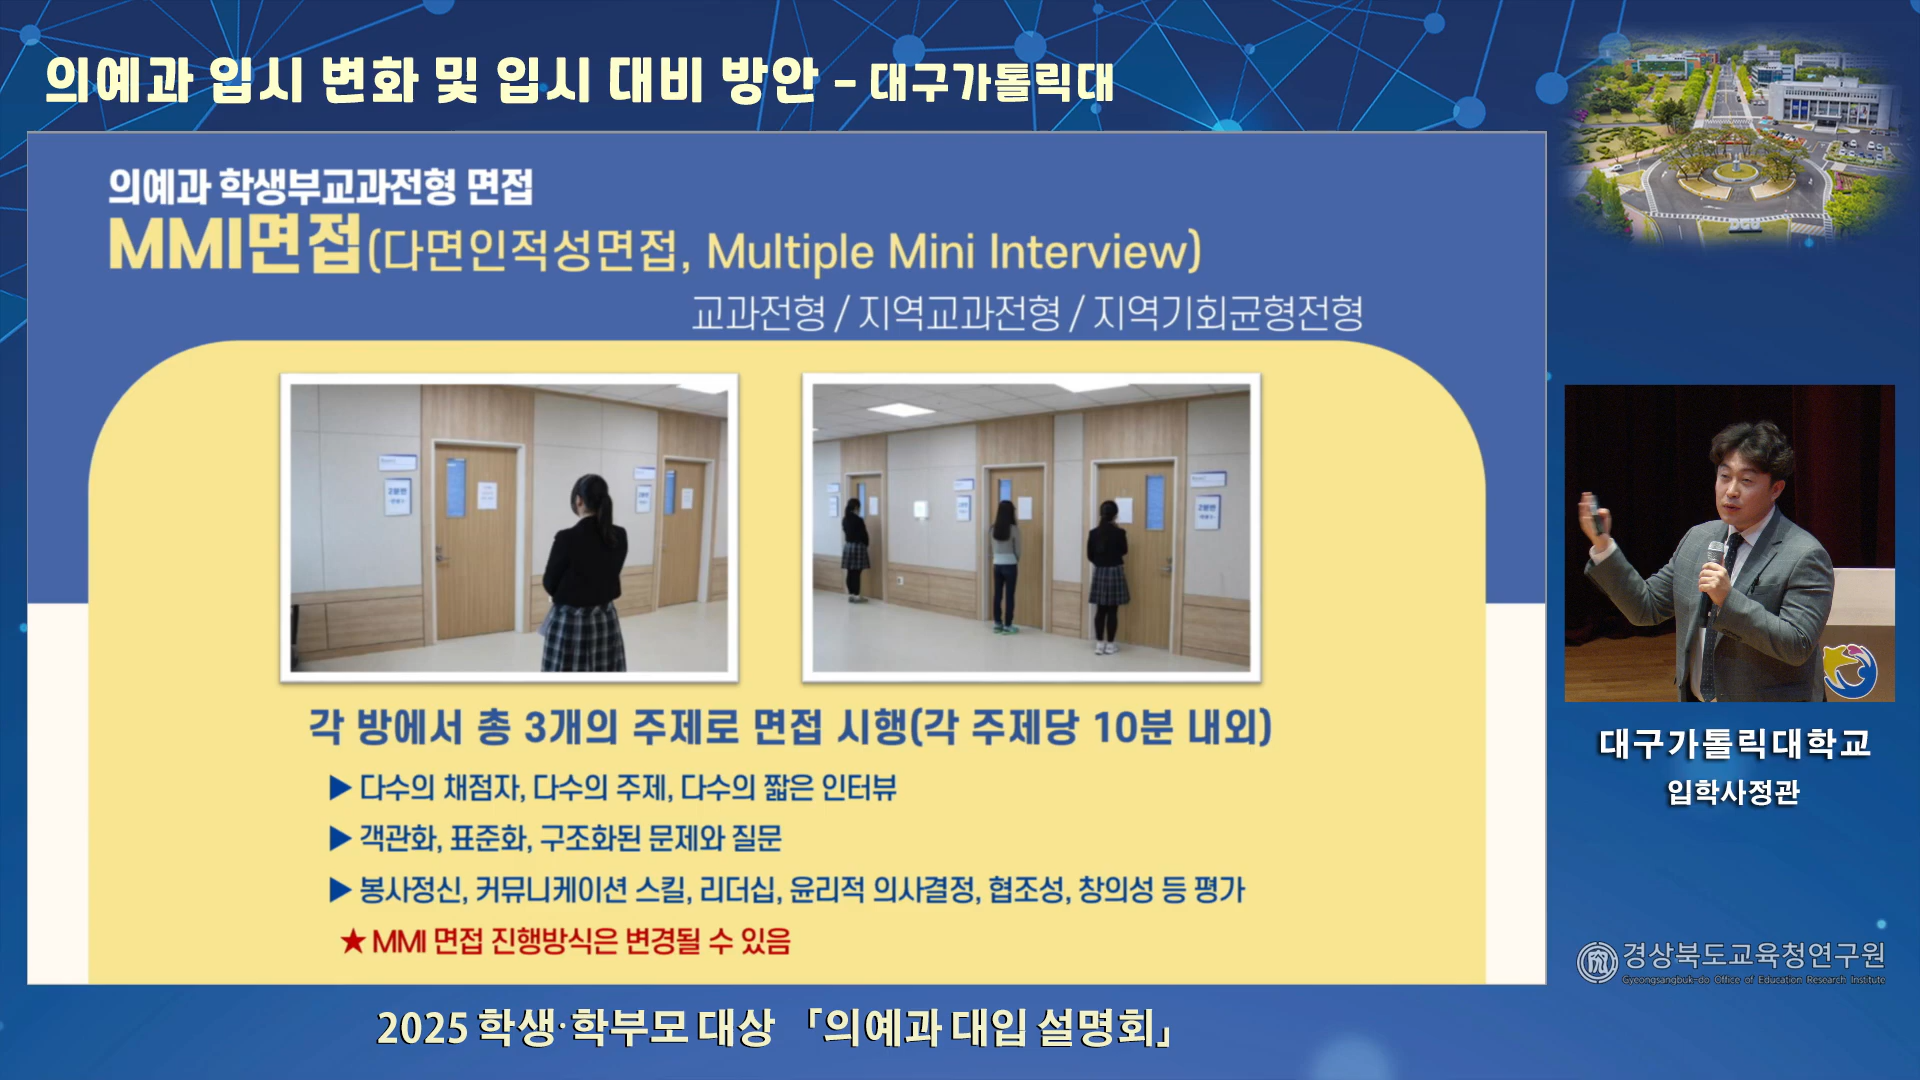 의예과 입시 변화 및 입시 대비 방안 - 대구가톨릭대
의예과 학생부교과전형 면접
MMI면접(다면인적성면접, Multiple Mini Interview)
교과전형 / 지역교과전형 / 지역기회균형전형
각 방에서 총 3개의 주제로 면접 시행(각 주제당 10분 내외)
▶ 다수의 채점자, 다수의 주제, 다수의 짧은 인터뷰
▶ 객관화, 표준화, 구조화된 문제와 질문
▶ 봉사정신, 커뮤니케이션 스킬, 리더십, 윤리적 의사결정, 협조성, 창의성 등 평가
★ MMI 면접 진행방식은 변경될 수 있음
대구가톨릭대학교
입학사정관
경상북도교육청연구원
Gyeongsangbuk-do Office of Education Research Institute
2025 학생·학부모 대상 「의예과 대입 설명회」